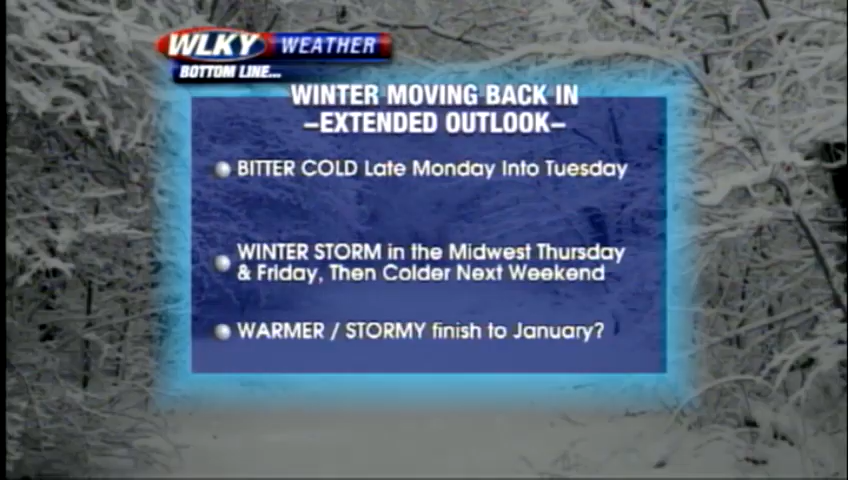 WLKY WEATHER
BOTTOM LINE...
WINTER MOVING BACK IN
–EXTENDED OUTLOOK–
BITTER COLD Late Monday Into Tuesday
WINTER STORM in the Midwest Thursday
& Friday, Then Colder Next Weekend
WARMER / STORMY finish to January?